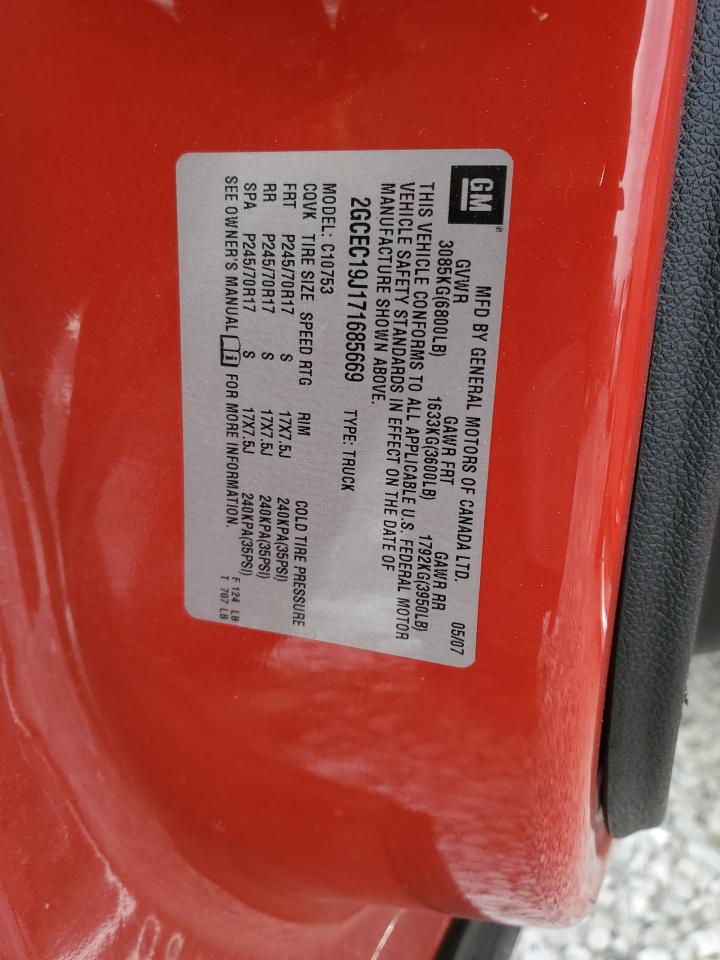 GM
MFD BY GENERAL MOTORS OF CANADA LTD. 05/07
GVWR GAWR FRT GAWR RR
3085KG(6800LB) 1633KG(3600LB) 1792KG(3950LB)
THIS VEHICLE CONFORMS TO ALL APPLICABLE U.S. FEDERAL MOTOR
VEHICLE SAFETY STANDARDS IN EFFECT ON THE DATE OF
MANUFACTURE SHOWN ABOVE.
2GCEC19J171685669 TYPE: TRUCK
MODEL: C10753
CQVK TIRE SIZE SPEED RTG RIM COLD TIRE PRESSURE
FRT P245/70R17 S 17X7.5J 240KPA(35PSI)
RR P245/70R17 S 17X7.5J 240KPA(35PSI)
SPA P245/70R17 S 17X7.5J 240KPA(35PSI)
SEE OWNER'S MANUAL i FOR MORE INFORMATION.
F 124 LB
T 707 LB